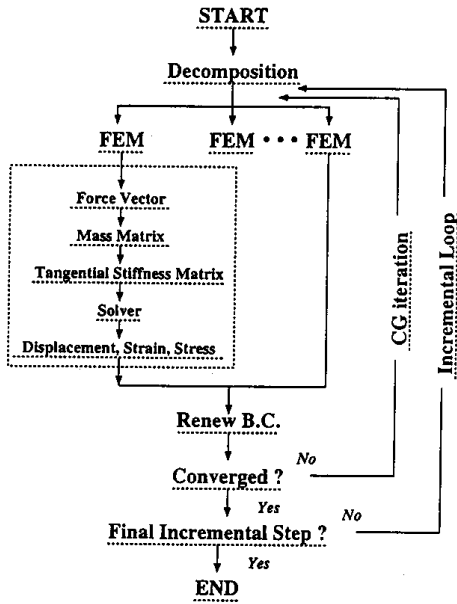 START
Decomposition
FEM FEM • • • FEM
Force Vector
Mass Matrix
Tangential Stiffness Matrix
Solver
Displacement, Strain, Stress
CG iteration
Incremental Loop
Renew B.C.
Converged ?
No
Yes
Final Incremental Step ?
No
Yes
END